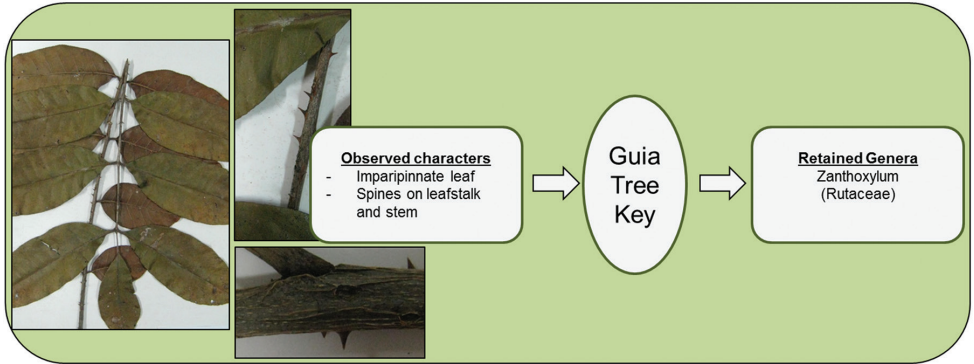 Observed characters
- Imparipinnate leaf
- Spines on leafstalk
and stem
Guia
Tree
Key
Retained Genera
Zanthoxylum
(Rutaceae)